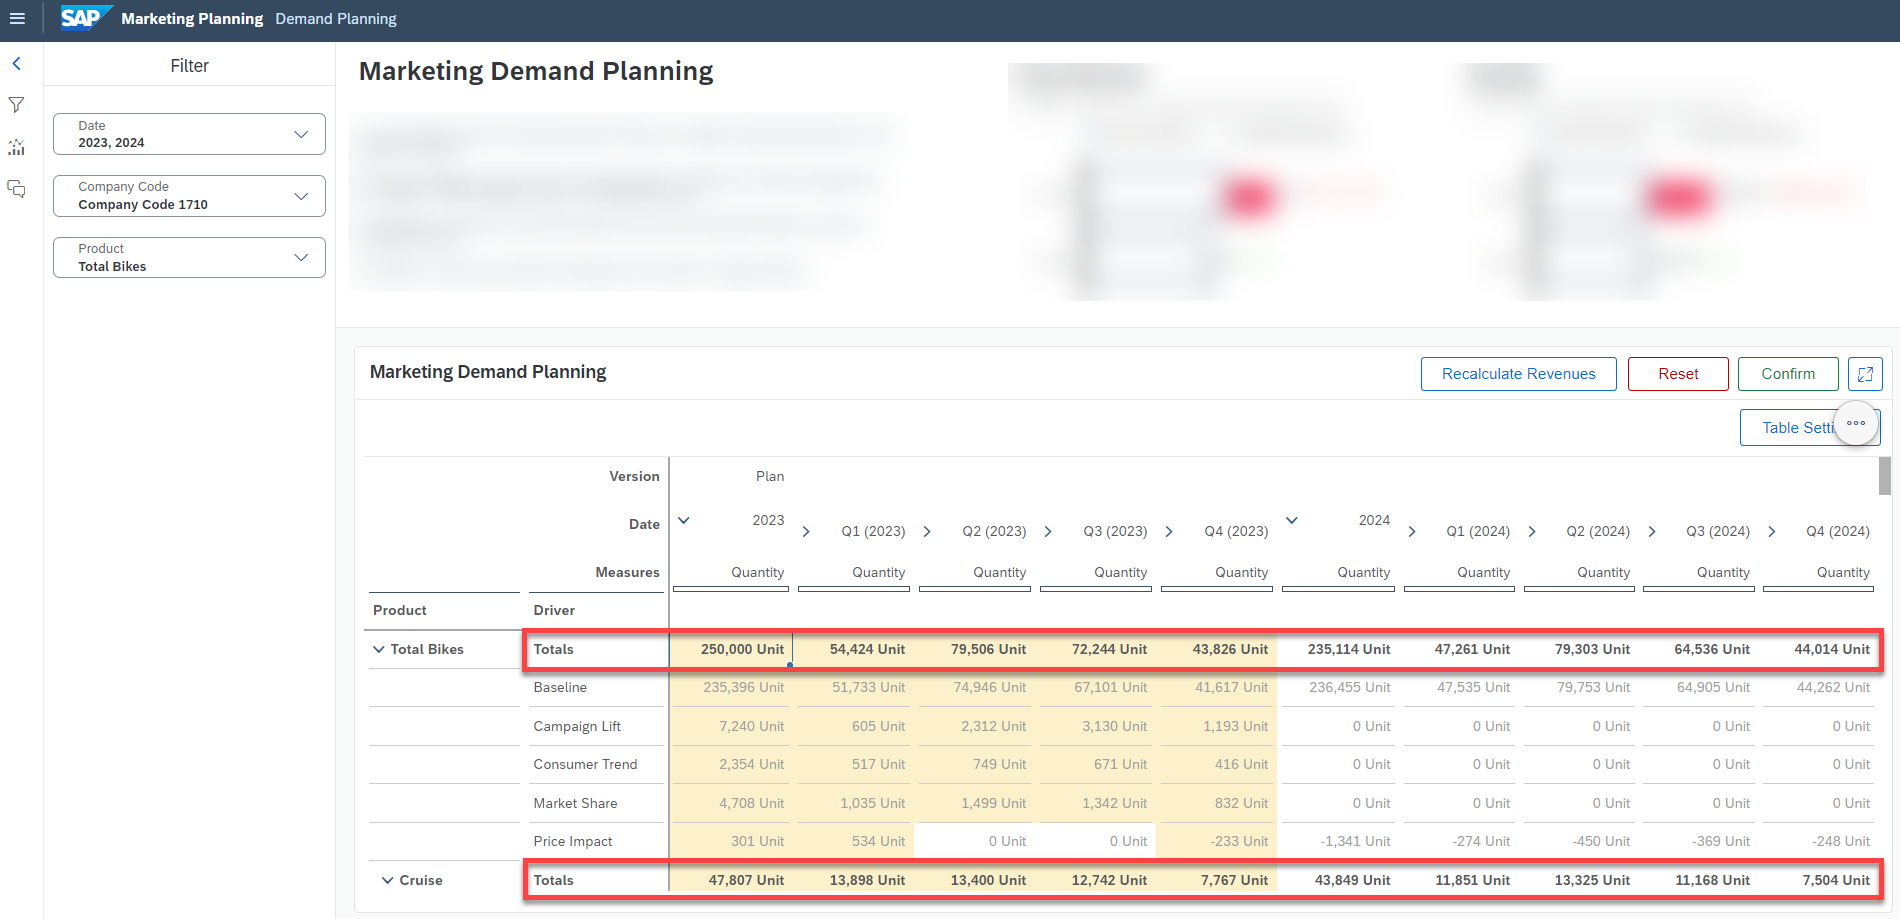 SAP Marketing Planning Demand Planning
Filter
Date
2023, 2024
Company Code
Company Code 1710
Product
Total Bikes
Marketing Demand Planning
Marketing Demand Planning
Recalculate Revenues Reset Confirm
Table Setti
Version Plan
Date 2023 Q1 (2023) Q2 (2023) Q3 (2023) Q4 (2023) 2024 Q1 (2024) Q2 (2024) Q3 (2024) Q4 (2024)
Measures Quantity Quantity Quantity Quantity Quantity Quantity Quantity Quantity Quantity Quantity
Product Driver
Total Bikes Totals 250,000 Unit 54,424 Unit 79,506 Unit 72,244 Unit 43,826 Unit 235,114 Unit 47,261 Unit 79,303 Unit 64,536 Unit 44,014 Unit
Baseline 235,396 Unit 51,733 Unit 74,946 Unit 67,101 Unit 41,617 Unit 236,455 Unit 47,535 Unit 79,753 Unit 64,905 Unit 44,262 Unit
Campaign Lift 7,240 Unit 605 Unit 2,312 Unit 3,130 Unit 1,193 Unit 0 Unit 0 Unit 0 Unit 0 Unit 0 Unit
Consumer Trend 2,354 Unit 517 Unit 749 Unit 671 Unit 416 Unit 0 Unit 0 Unit 0 Unit 0 Unit 0 Unit
Market Share 4,708 Unit 1,035 Unit 1,499 Unit 1,342 Unit 832 Unit 0 Unit 0 Unit 0 Unit 0 Unit 0 Unit
Price Impact 301 Unit 534 Unit 0 Unit 0 Unit -233 Unit -1,341 Unit -274 Unit -450 Unit -369 Unit -248 Unit
Cruise Totals 47,807 Unit 13,898 Unit 13,400 Unit 12,742 Unit 7,767 Unit 43,849 Unit 11,851 Unit 13,325 Unit 11,168 Unit 7,504 Unit